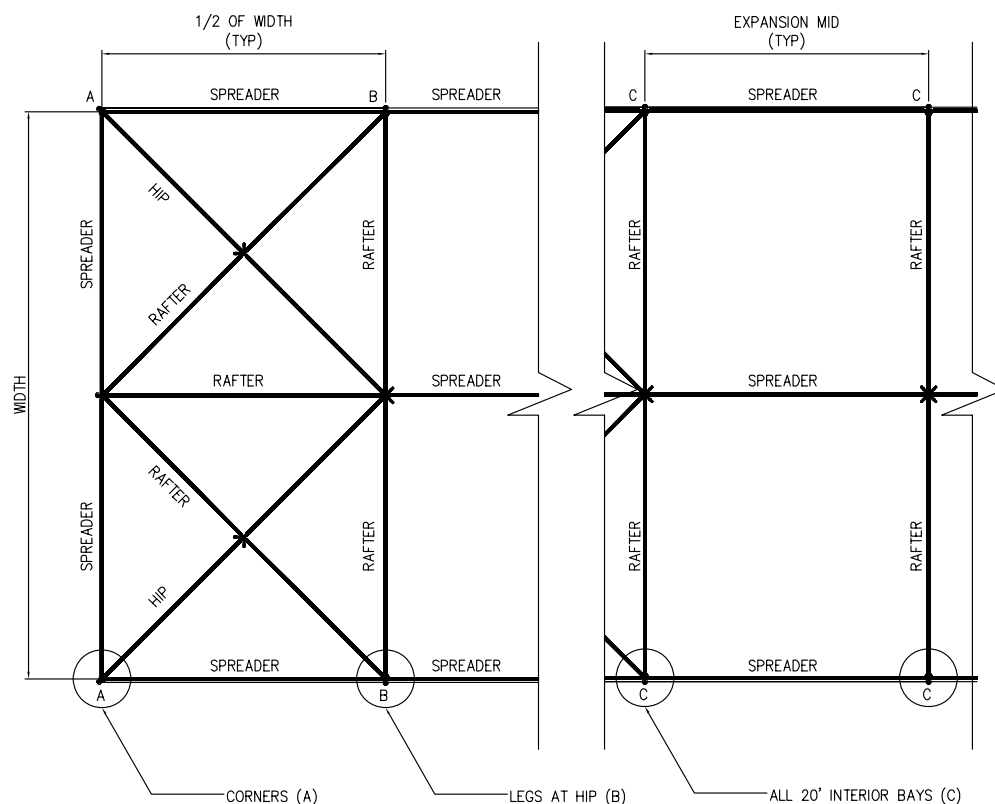 1/2 OF WIDTH
(TYP)
EXPANSION MID
(TYP)
A
SPREADER
B
SPREADER
C
SPREADER
C
HIP
SPREADER
RAFTER
RAFTER
RAFTER
RAFTER
WIDTH
RAFTER
SPREADER
SPREADER
RAFTER
SPREADER
RAFTER
RAFTER
RAFTER
HIP
SPREADER
SPREADER
SPREADER
A
B
C
C
CORNERS (A)
LEGS AT HIP (B)
ALL 20' INTERIOR BAYS (C)